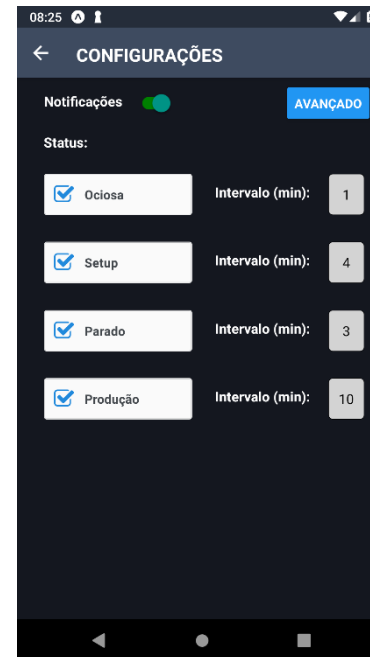 08:25
CONFIGURAÇÕES
Notificações AVANÇADO
Status:
Ociosa Intervalo (min): 1
Setup Intervalo (min): 4
Parado Intervalo (min): 3
Produção Intervalo (min): 10